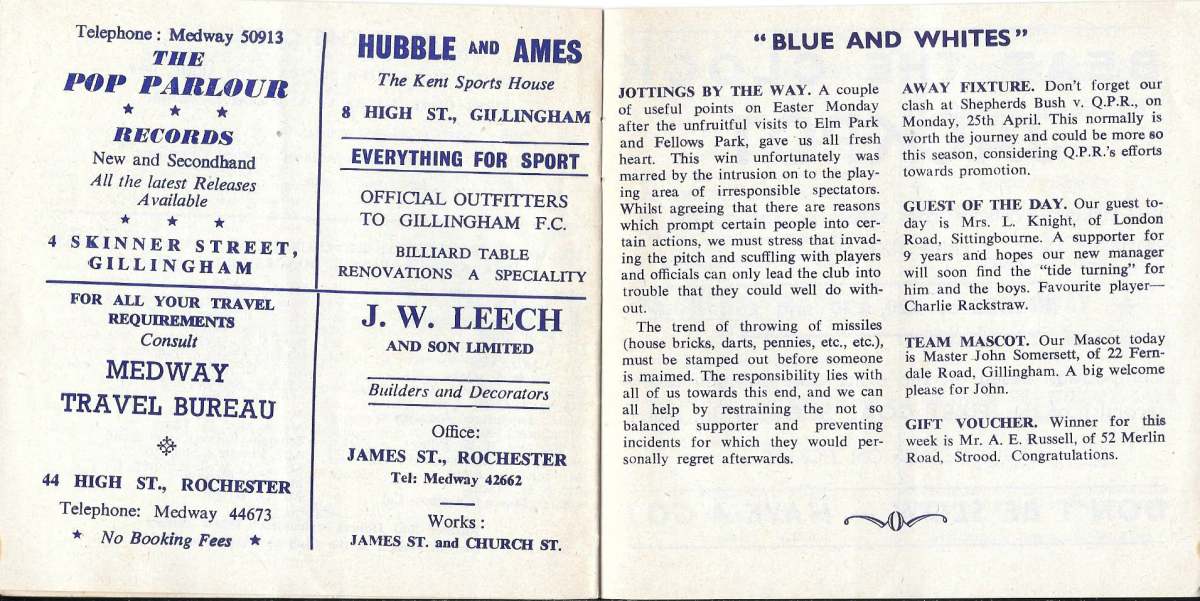 Telephone: Medway 50913
THE
POP PARLOUR
★ ★ ★
RECORDS
New and Secondhand
All the latest Releases
Available
★ ★ ★
4 SKINNER STREET,
GILLINGHAM
HUBBLE AND AMES
The Kent Sports House
8 HIGH ST., GILLINGHAM
EVERYTHING FOR SPORT
OFFICIAL OUTFITTERS
TO GILLINGHAM F.C.
BILLIARD TABLE
RENOVATIONS A SPECIALITY
FOR ALL YOUR TRAVEL
REQUIREMENTS
Consult
MEDWAY
TRAVEL BUREAU
44 HIGH ST., ROCHESTER
Telephone: Medway 44673
★ No Booking Fees ★
J. W. LEECH
AND SON LIMITED
Builders and Decorators
Office:
JAMES ST., ROCHESTER
Tel: Medway 42662
Works:
JAMES ST. and CHURCH ST.
"BLUE AND WHITES"
JOTTINGS BY THE WAY. A couple
of useful points on Easter Monday
after the unfruitful visits to Elm Park
and Fellows Park, gave us all fresh
heart. This win unfortunately was
marred by the intrusion on to the play-
ing area of irresponsible spectators.
Whilst agreeing that there are reasons
which prompt certain people into cer-
tain actions, we must stress that invad-
ing the pitch and scuffling with players
and officials can only lead the club into
trouble that they could well do with-
out.
The trend of throwing of missiles
(house bricks, darts, pennies, etc., etc.),
must be stamped out before someone
is maimed. The responsibility lies with
all of us towards this end, and we can
all help by restraining the not so
balanced supporter and preventing
incidents for which they would per-
sonally regret afterwards.
AWAY FIXTURE. Don't forget our
clash at Shepherds Bush v. Q.P.R., on
Monday, 25th April. This normally is
worth the journey and could be more so
this season, considering Q.P.R.'s efforts
towards promotion.
GUEST OF THE DAY. Our guest to-
day is Mrs. L. Knight, of London
Road, Sittingbourne. A supporter for
9 years and hopes our new manager
will soon find the "tide turning" for
him and the boys. Favourite player—
Charlie Rackstraw.
TEAM MASCOT. Our Mascot today
is Master John Somersett, of 22 Fern-
dale Road, Gillingham. A big welcome
please for John.
GIFT VOUCHER. Winner for this
week is Mr. A. E. Russell, of 52 Merlin
Road, Strood. Congratulations.